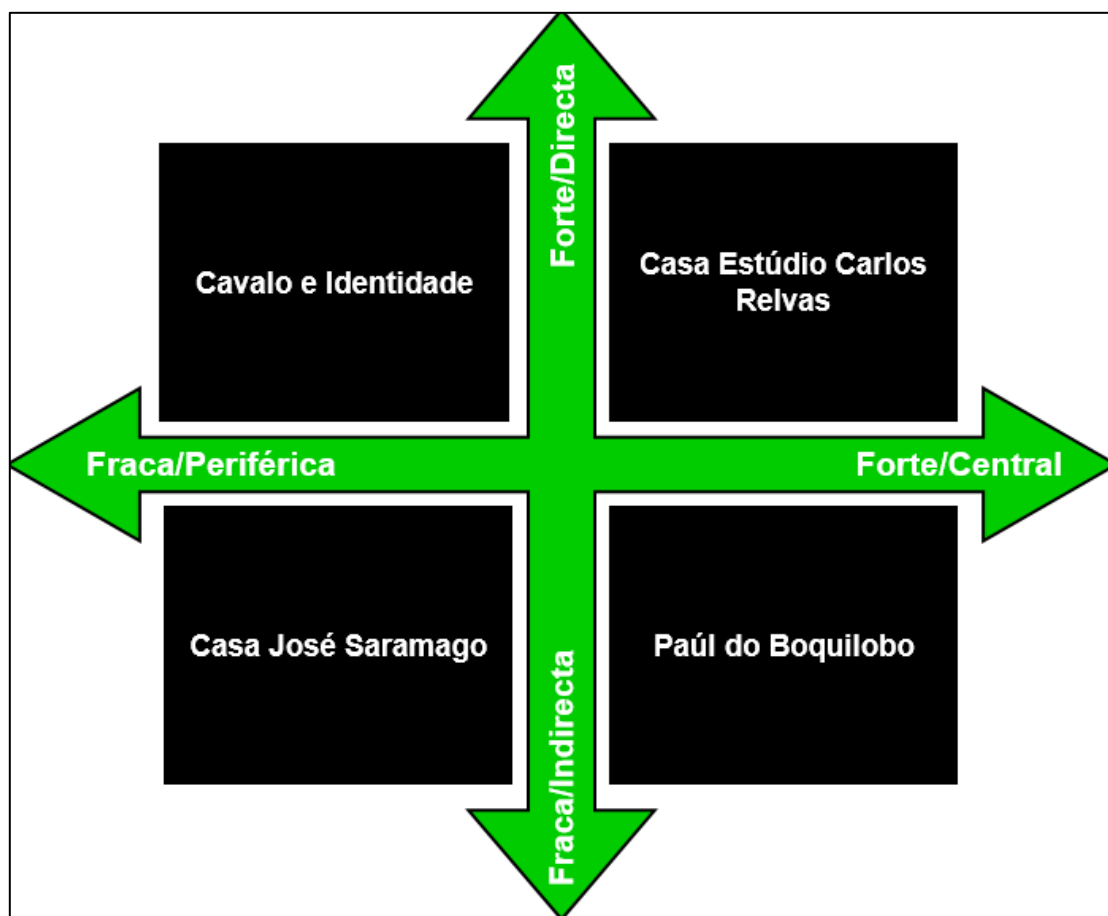 Forte/Directa
Cavalo e Identidade
Casa Estúdio Carlos
Relvas
Fraca/Periférica
Forte/Central
Casa José Saramago
Paúl do Boquilobo
Fraca/Indirecta